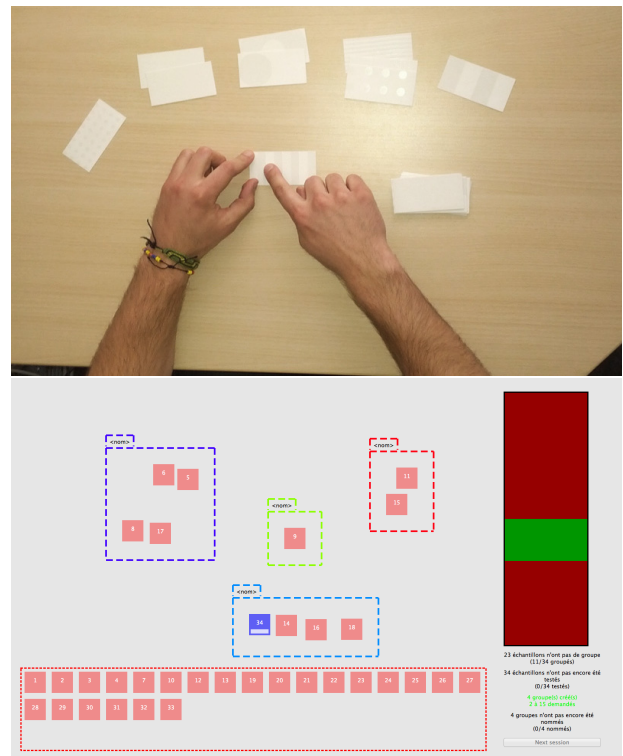 <nom>
6
5
8
17
<nom>
11
15
<nom>
9
<nom>
34
14
16
18
1
2
3
4
7
10
12
13
19
20
21
22
23
24
25
26
27
28
29
30
31
32
33
23 échantillons n'ont pas de groupe
(11/34 groupés)
34 échantillons n'ont pas encore été
testés
(0/34 testés)
4 groupe(s) créé(s)
2 à 15 demandés
4 groupes n'ont pas encore été
nommés
(0/4 nommés)
Next session